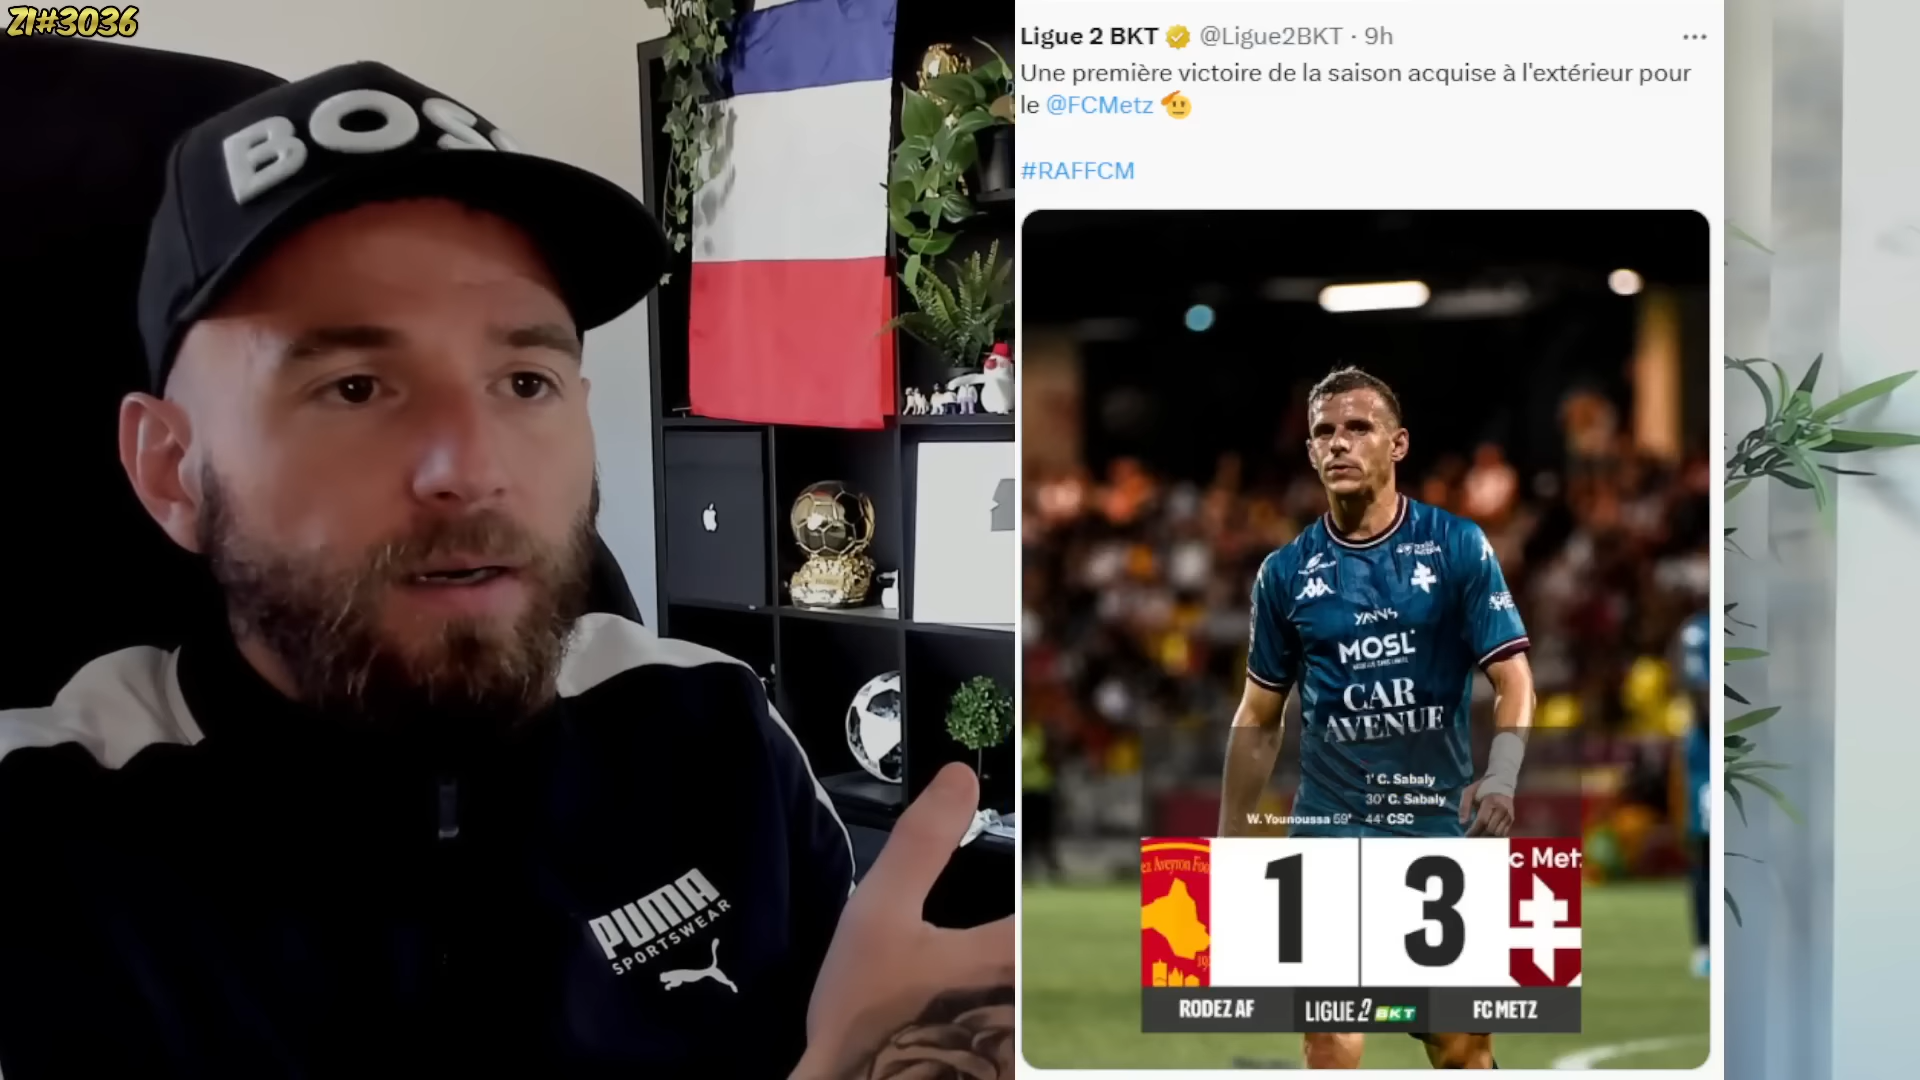 ZI#3036
BOSS
PUMA
SPORTSWEAR
Ligue 2 BKT @Ligue2BKT · 9h
Une première victoire de la saison acquise à l'extérieur pour
le @FCMetz
#RAFFCM
MOSL
CAR
AVENUE
1' C. Sabaly
30' C. Sabaly
W. Younoussa 59' 44' CSC
1 3
c Metz
RODEZ AF LIGUE 2 BKT FC METZ